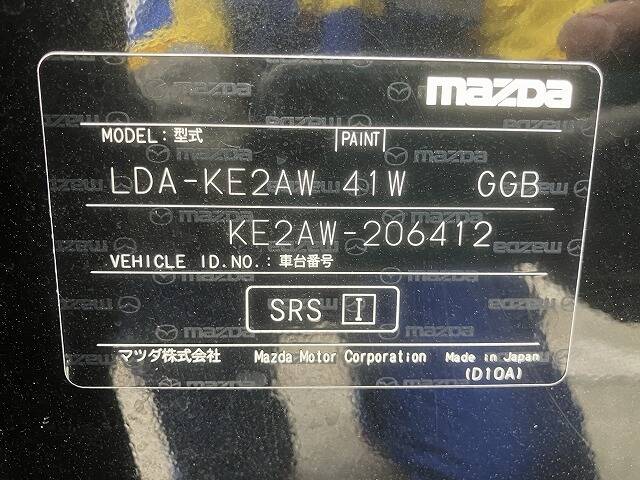 mazda
MODEL：型式 PAINT
LDA-KE2AW 41W GGB
KE2AW-206412
VEHICLE ID.NO.：車台番号
SRS I
マツダ株式会社 Mazda Motor Corporation Made in Japan
(D10A)